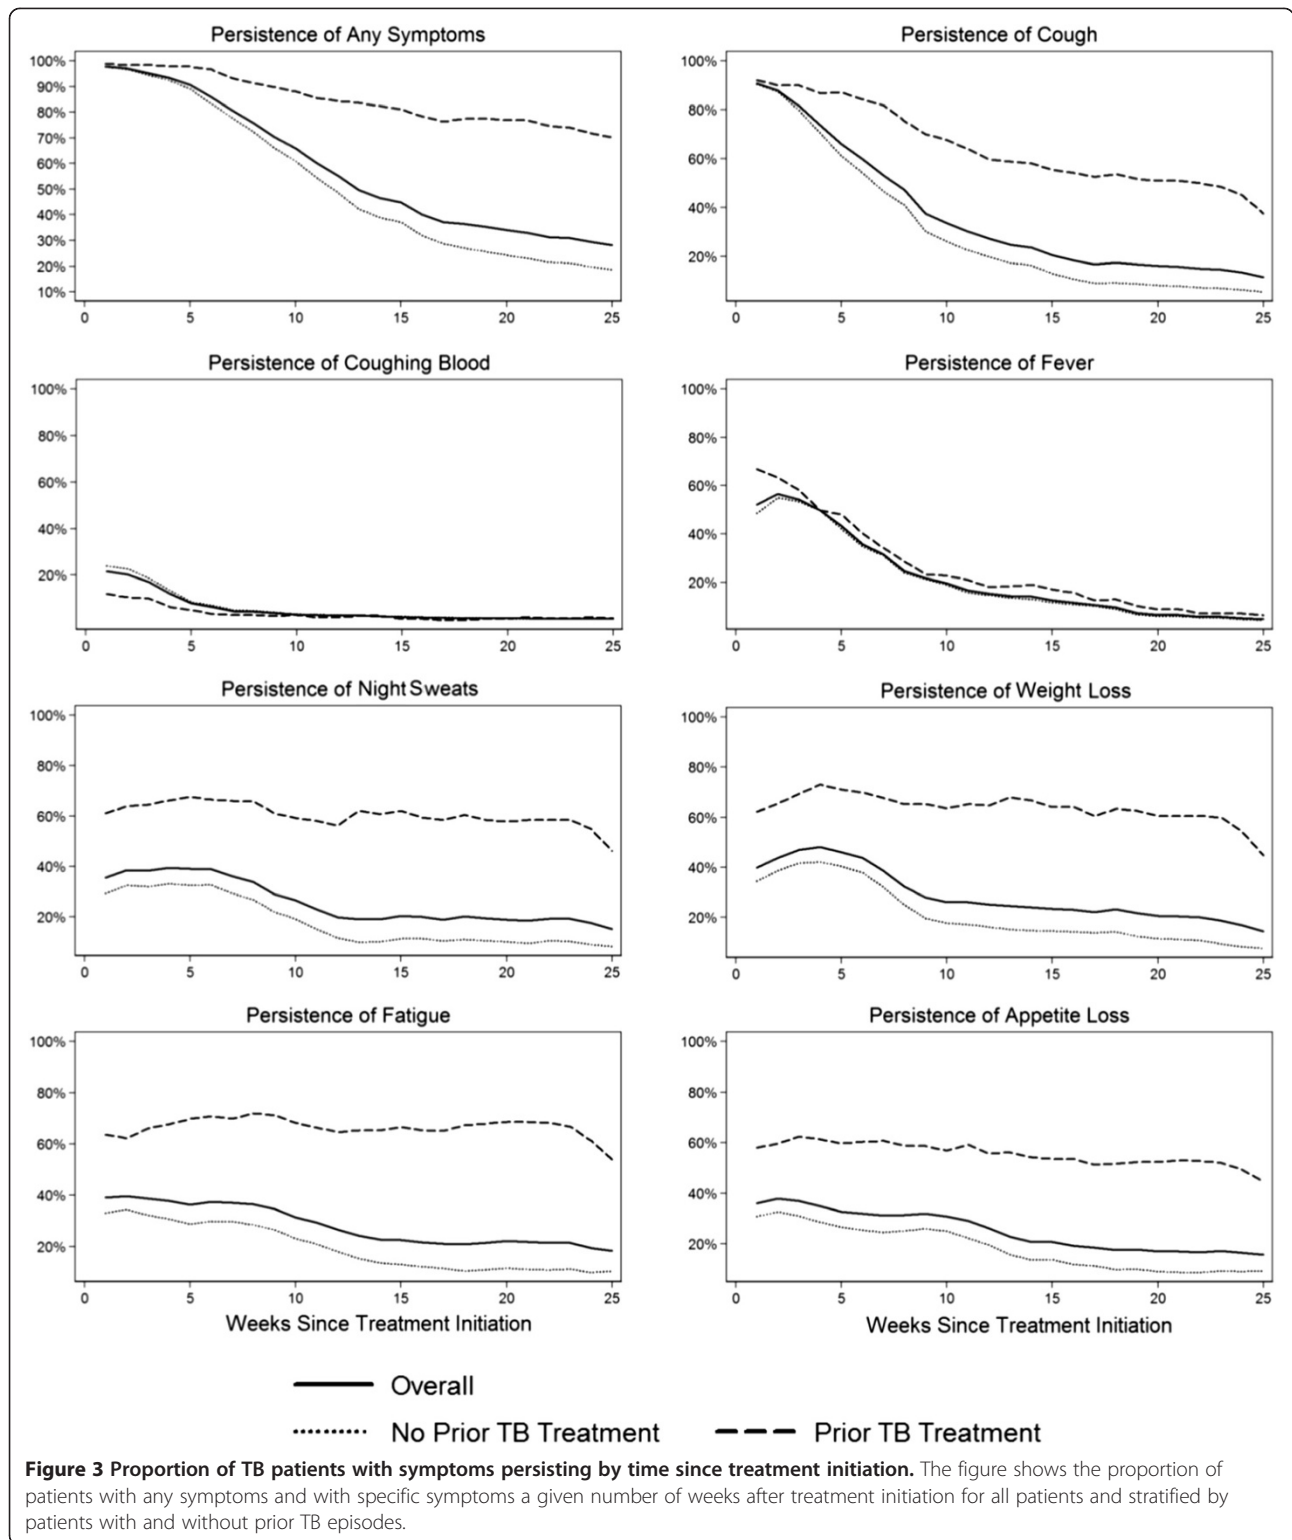 Persistence of Any Symptoms
100%
90%
80%
70%
60%
50%
40%
30%
20%
10%
0 5 10 15 20 25
Persistence of Cough
100%
80%
60%
40%
20%
0 5 10 15 20 25
Persistence of Coughing Blood
100%
80%
60%
40%
20%
0 5 10 15 20 25
Persistence of Fever
100%
80%
60%
40%
20%
0 5 10 15 20 25
Persistence of Night Sweats
100%
80%
60%
40%
20%
0 5 10 15 20 25
Persistence of Weight Loss
100%
80%
60%
40%
20%
0 5 10 15 20 25
Persistence of Fatigue
100%
80%
60%
40%
20%
0 5 10 15 20 25
Weeks Since Treatment Initiation
Persistence of Appetite Loss
100%
80%
60%
40%
20%
0 5 10 15 20 25
Weeks Since Treatment Initiation
Overall
No Prior TB Treatment Prior TB Treatment
Figure 3 Proportion of TB patients with symptoms persisting by time since treatment initiation. The figure shows the proportion of
patients with any symptoms and with specific symptoms a given number of weeks after treatment initiation for all patients and stratified by
patients with and without prior TB episodes.